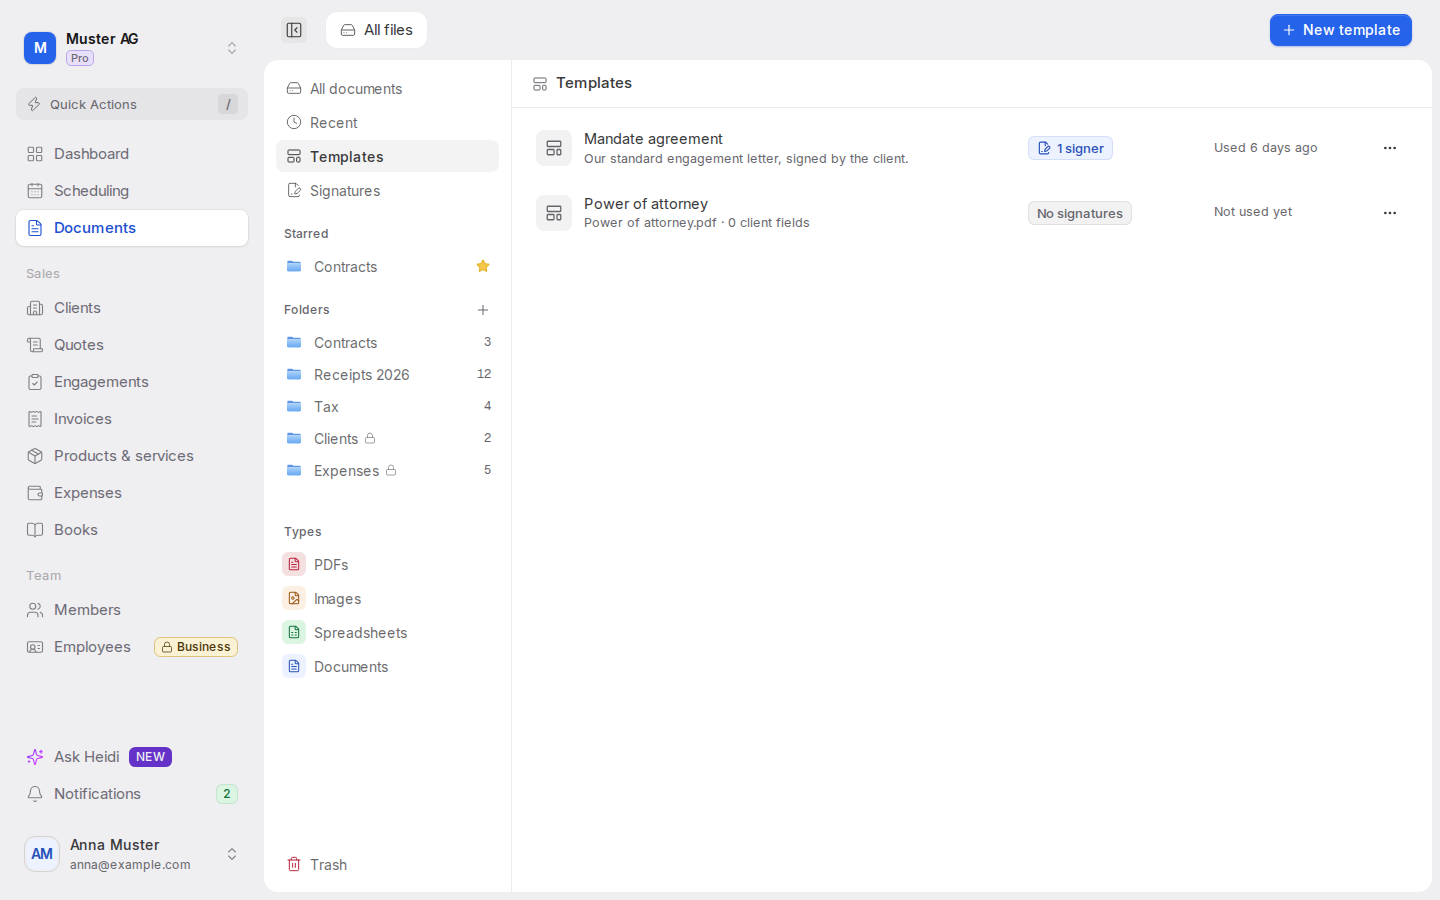 M
Muster AG
Pro
Quick Actions
/
Dashboard
Scheduling
Documents
Sales
Clients
Quotes
Engagements
Invoices
Products & services
Expenses
Books
Team
Members
Employees
Business
Ask Heidi
NEW
Notifications
2
AM
Anna Muster
anna@example.com
All files
New template
All documents
Recent
Templates
Signatures
Starred
Contracts
Folders
Contracts 3
Receipts 2026 12
Tax 4
Clients 2
Expenses 5
Types
PDFs
Images
Spreadsheets
Documents
Trash
Templates
Mandate agreement
Our standard engagement letter, signed by the client.
1 signer
Used 6 days ago
Power of attorney
Power of attorney.pdf · 0 client fields
No signatures
Not used yet